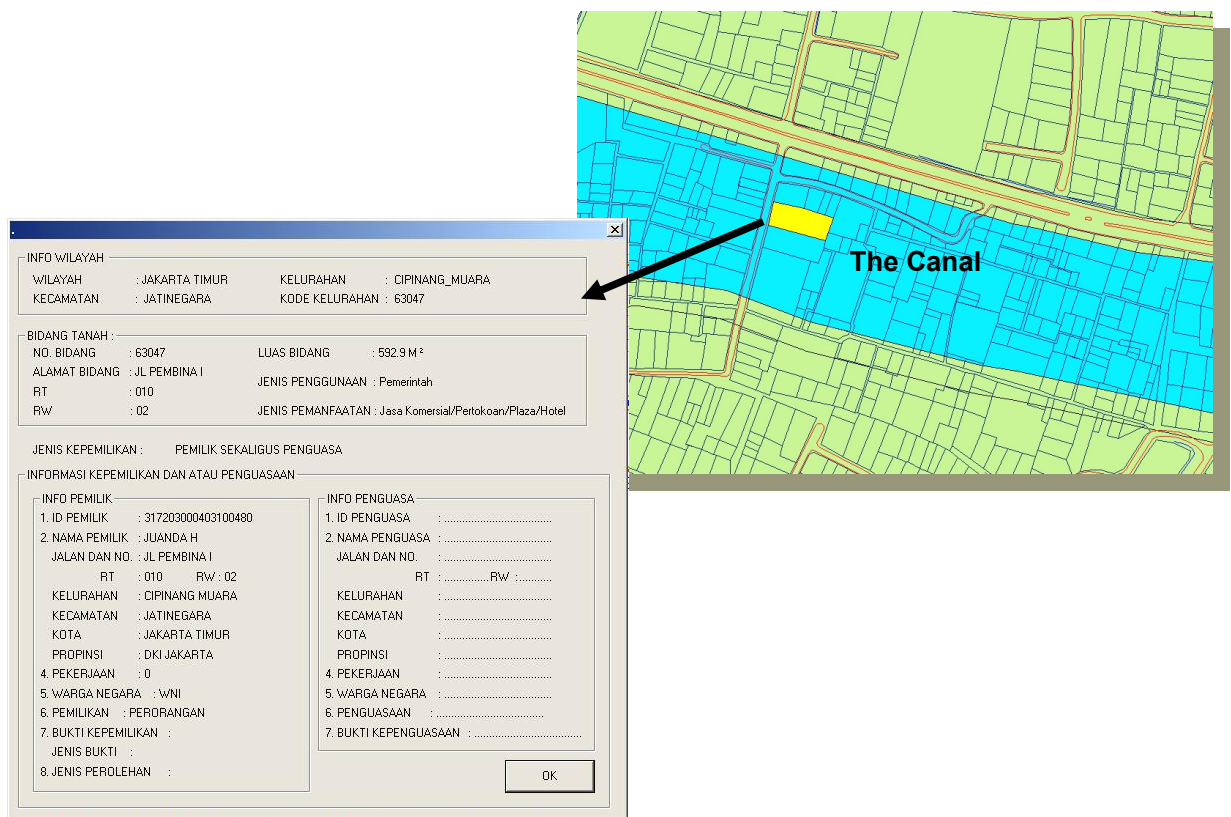 The Canal
.
INFO WILAYAH
WILAYAH : JAKARTA TIMUR KELURAHAN : CIPINANG_MUARA
KECAMATAN : JATINEGARA KODE KELURAHAN : 63047
BIDANG TANAH :
NO. BIDANG : 63047 LUAS BIDANG : 592.9 M ²
ALAMAT BIDANG : JL PEMBINA I
JENIS PENGGUNAAN : Pemerintah
RT : 010
RW : 02 JENIS PEMANFAATAN : Jasa Komersial/Pertokoan/Plaza/Hotel
JENIS KEPEMILIKAN : PEMILIK SEKALIGUS PENGUASA
INFORMASI KEPEMILIKAN DAN ATAU PENGUASAAN
INFO PEMILIK
1. ID PEMILIK : 317203000403100480
2. NAMA PEMILIK : JUANDA H
JALAN DAN NO. : JL PEMBINA I
RT : 010 RW : 02
KELURAHAN : CIPINANG MUARA
KECAMATAN : JATINEGARA
KOTA : JAKARTA TIMUR
PROPINSI : DKI JAKARTA
4. PEKERJAAN : 0
5. WARGA NEGARA : WNI
6. PEMILIKAN : PERORANGAN
7. BUKTI KEPEMILIKAN :
JENIS BUKTI :
8. JENIS PEROLEHAN :
INFO PENGUASA
1. ID PENGUASA : ....................................
2. NAMA PENGUASA : ....................................
JALAN DAN NO. : ....................................
RT : ............... RW : ...........
KELURAHAN : ....................................
KECAMATAN : ....................................
KOTA : ....................................
PROPINSI : ....................................
4. PEKERJAAN : ....................................
5. WARGA NEGARA : ....................................
6. PENGUASAAN : ....................................
7. BUKTI KEPENGUASAAN : ....................................
OK